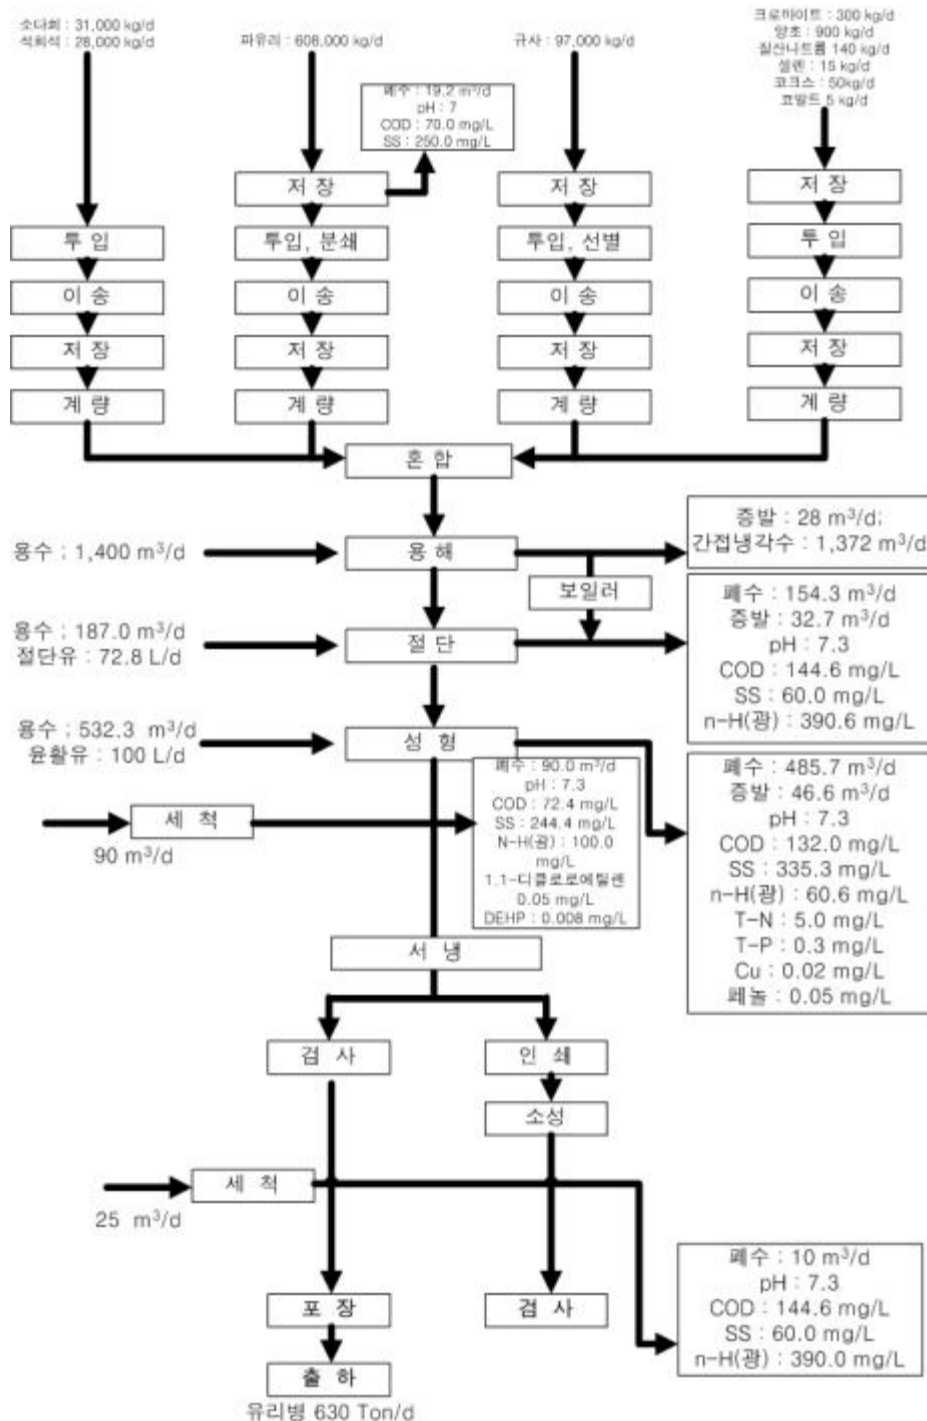 소다회 : 31,000 kg/d
석회석 : 28,000 kg/d
파유리 : 608,000 kg/d
규사 : 97,000 kg/d
크로마이트 : 300 kg/d
망초 : 900 kg/d
질산나트륨 140 kg/d
셀렌 : 15 kg/d
코크스 : 50kg/d
코발트 5 kg/d
폐수 : 19.2 m³/d
pH : 7
COD : 70.0 mg/L
SS : 250.0 mg/L
저 장
저 장
저 장
투 입
투입, 분쇄
투입, 선별
투 입
이 송
이 송
이 송
이 송
저 장
저 장
저 장
저 장
계 량
계 량
계 량
계 량
혼 합
용수 ; 1,400 m³/d
용 해
증발 : 28 m³/d;
간접냉각수 : 1,372 m³/d
보일러
용수 ; 187.0 m³/d
절단유 : 72.8 L/d
절 단
폐수 : 154.3 m³/d
증발 : 32.7 m³/d
pH : 7.3
COD : 144.6 mg/L
SS : 60.0 mg/L
n-H(광) : 390.6 mg/L
용수 ; 532.3 m³/d
윤활유 : 100 L/d
성 형
세 척
90 m³/d
폐수 : 90.0 m³/d
pH : 7.3
COD : 72.4 mg/L
SS : 244.4 mg/L
N-H(광) : 100.0
mg/L
1,1-디클로로에틸렌
0.05 mg/L
DEHP : 0.008 mg/L
폐수 : 485.7 m³/d
증발 : 46.6 m³/d
pH : 7.3
COD : 132.0 mg/L
SS : 335.3 mg/L
n-H(광) : 60.6 mg/L
T-N : 5.0 mg/L
T-P : 0.3 mg/L
Cu : 0.02 mg/L
페놀 : 0.05 mg/L
서 냉
검 사
인 쇄
소성
세 척
25 m³/d
폐수 : 10 m³/d
pH : 7.3
COD : 144.6 mg/L
SS : 60.0 mg/L
n-H(광) : 390.0 mg/L
포 장
검 사
출 하
유리병 630 Ton/d